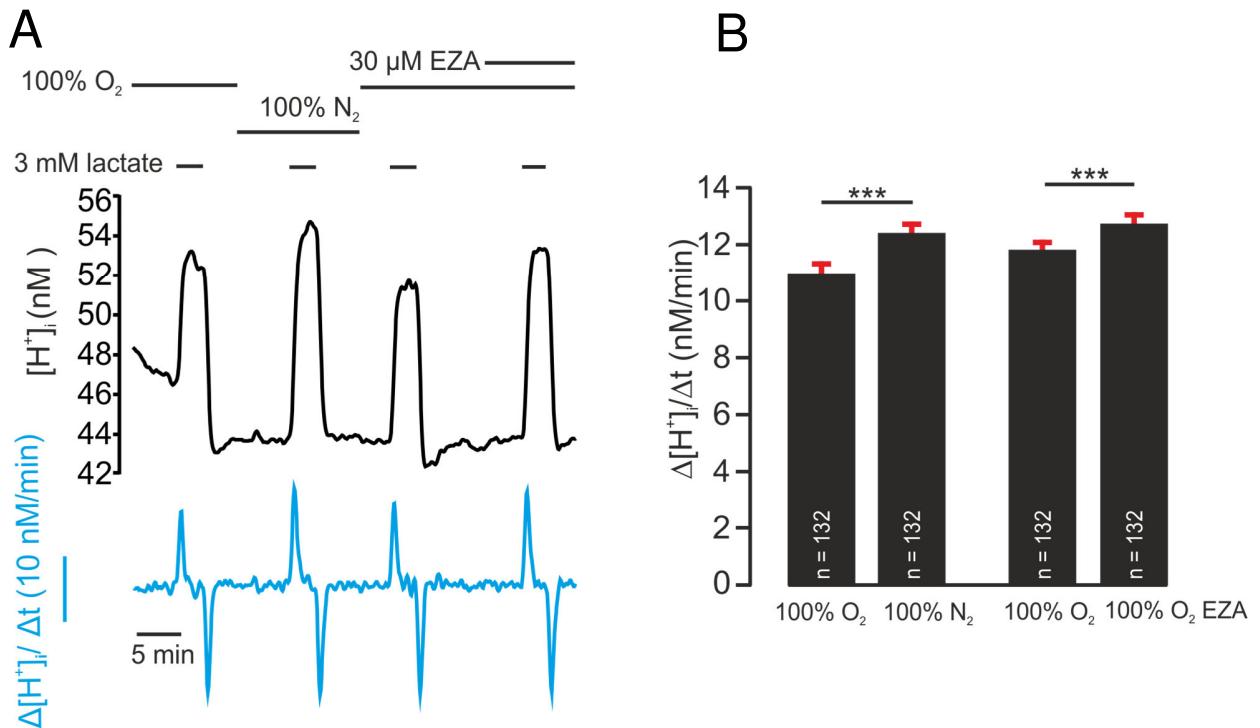 A
30 µM EZA
100% O₂
100% N₂
3 mM lactate
56
54
52
50
48
46
44
42
[H⁺]ᵢ (nM )
Δ[H⁺]ᵢ/ Δt (10 nM/min)
5 min
B
***
***
14
12
10
8
6
4
2
0
Δ[H⁺]ᵢ/Δt (nM/min)
n = 132
n = 132
n = 132
n = 132
100% O₂
100% N₂
100% O₂
100% O₂ EZA